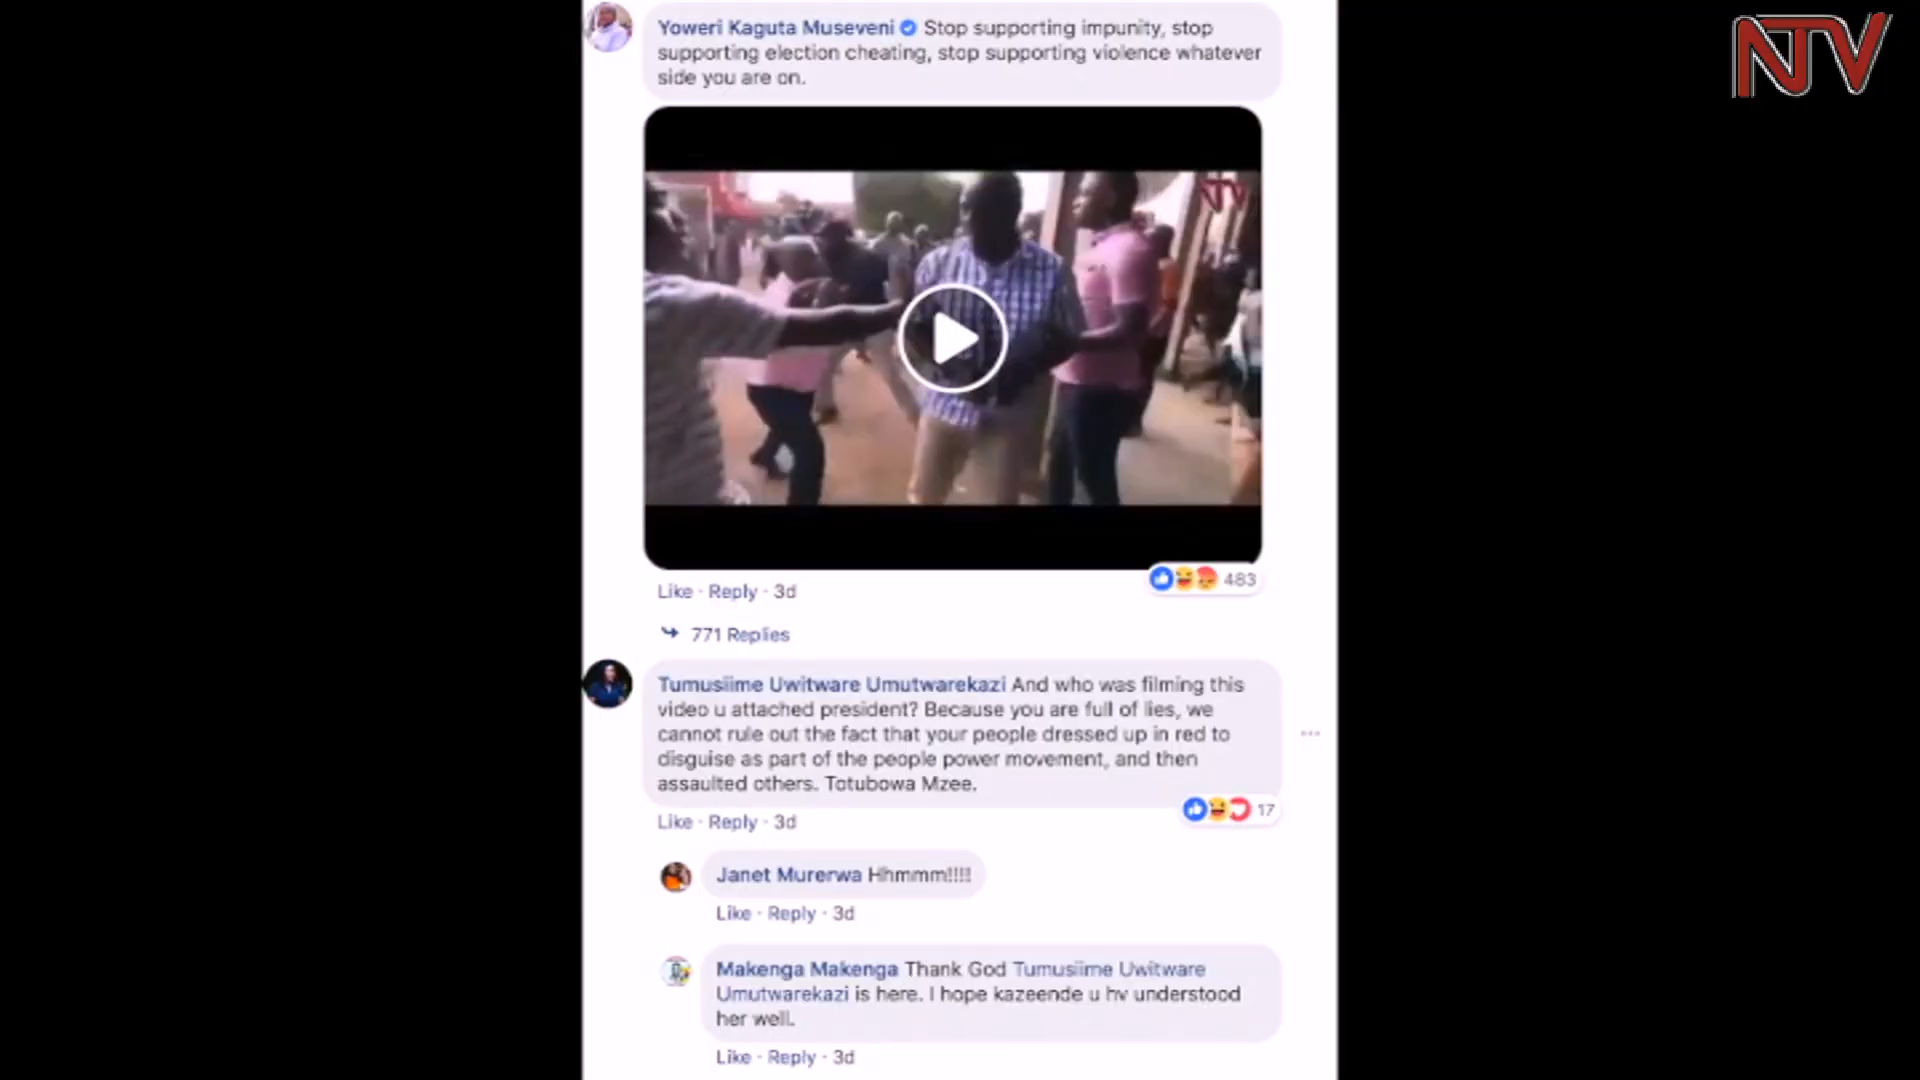 NTV
Yoweri Kaguta Museveni Stop supporting impunity, stop
supporting election cheating, stop supporting violence whatever
side you are on.
NTV
483
Like · Reply · 3d
771 Replies
Tumusiime Uwitware Umutwarekazi And who was filming this
video u attached president? Because you are full of lies, we
cannot rule out the fact that your people dressed up in red to
disguise as part of the people power movement, and then
assaulted others. Totubowa Mzee.
17
Like · Reply · 3d
Janet Murerwa Hhmmm!!!!
Like · Reply · 3d
Makenga Makenga Thank God Tumusiime Uwitware
Umutwarekazi is here. I hope kazeende u hv understood
her well.
Like · Reply · 3d